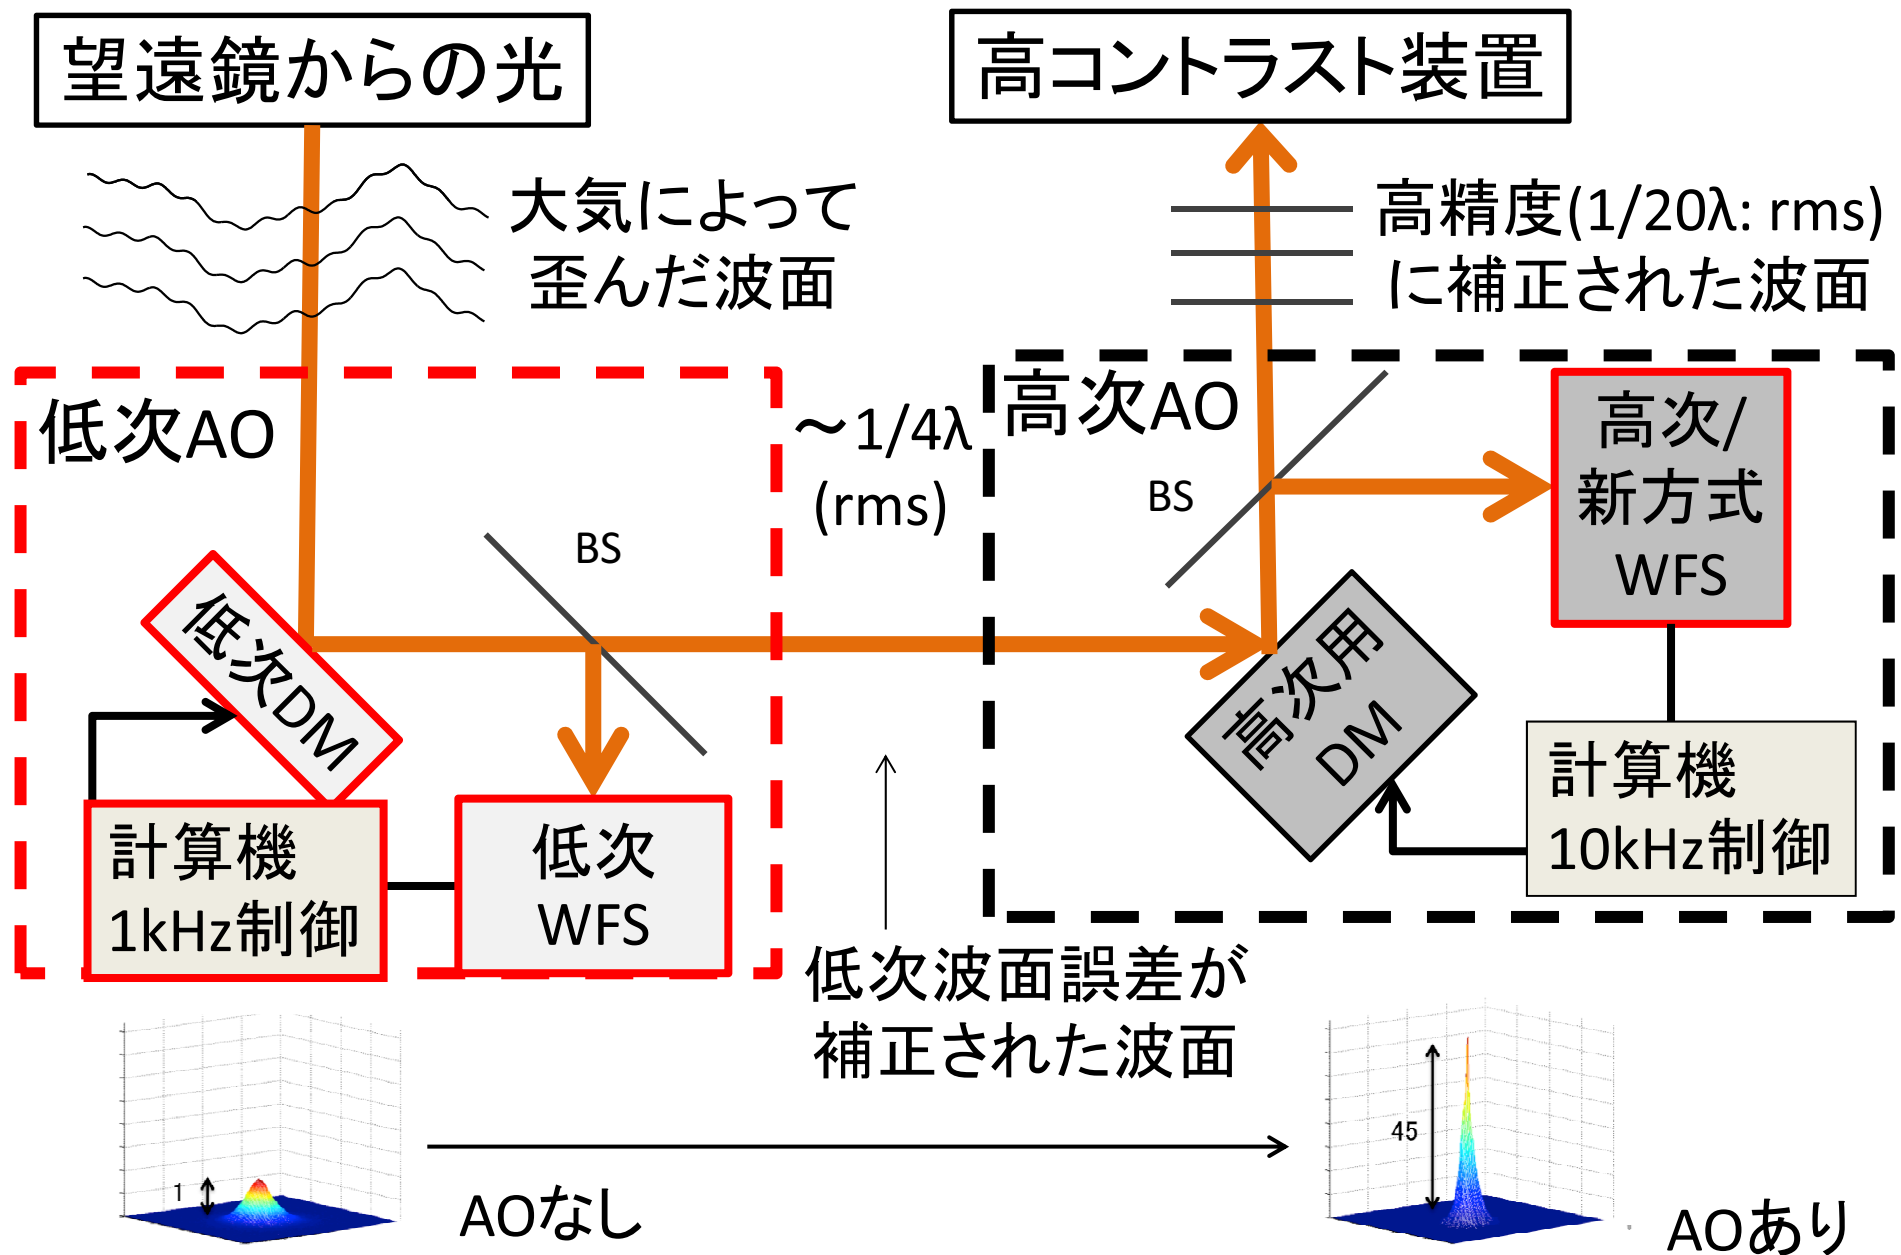 望遠鏡からの光
高コントラスト装置
大気によって
歪んだ波面
高精度(1/20λ: rms)
に補正された波面
低次AO
～1/4λ
(rms)
高次AO
BS
BS
高次/
新方式
WFS
低次DM
高次用
DM
計算機
1kHz制御
低次
WFS
計算機
10kHz制御
低次波面誤差が
補正された波面
1
AOなし
45
AOあり